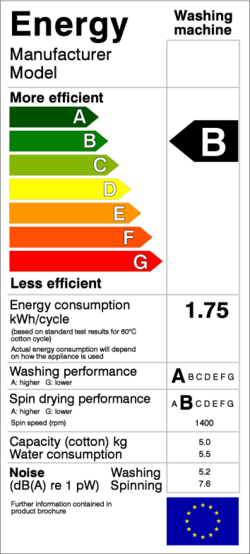 Energy
Washing
machine
Manufacturer
Model
More efficient
A
B
B
C
D
E
F
G
Less efficient
Energy consumption
kWh/cycle
1.75
(based on standard test results for 60°C
cotton cycle)
Actual energy consumption will depend
on how the appliance is used
Washing performance
A: higher G: lower
A B C D E F G
Spin drying performance
A: higher G: lower
A B C D E F G
Spin speed (rpm)
1400
Capacity (cotton) kg
5.0
Water consumption
5.5
Noise
Washing
5.2
(dB(A) re 1 pW)
Spinning
7.6
Further information contained in
product brochure